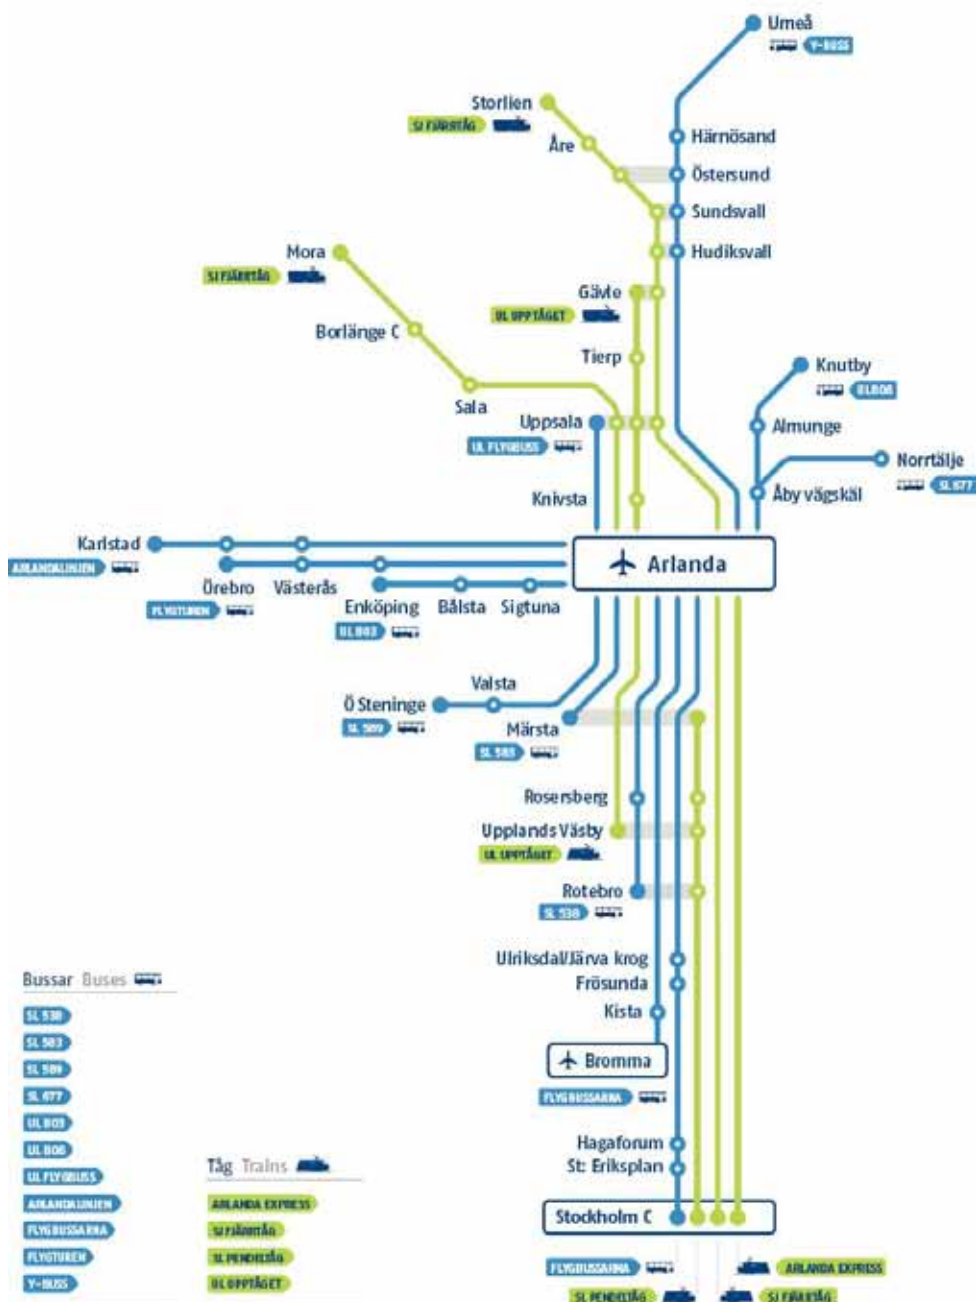 Umeå
Y-BUSS
Storlien
SJ FJÄRRTÅG
Åre
Härnösand
Östersund
Sundsvall
Hudiksvall
Mora
SJ FJÄRRTÅG
Gävle
UL UPPTÅGET
Borlänge C
Tierp
Knutby
UL 806
Sala
Uppsala
UL FLYGBUSS
Almunge
Norrtälje
SL 677
Knivsta
Åby vägskäl
Karlstad
ARLANDALINJEN
Arlanda
Örebro
FLYGTUREN
Västerås
Enköping
UL 803
Bålsta
Sigtuna
Valsta
Ö Steninge
SL 589
Märsta
SL 583
Rosersberg
Upplands Väsby
UL UPPTÅGET
Rotebro
SL 538
Ulriksdal/Järva krog
Frösunda
Kista
Bromma
FLYGBUSSARNA
Hagaforum
St: Eriksplan
Stockholm C
FLYGBUSSARNA
ARLANDA EXPRESS
SL PENDELTÅG
SJ FJÄRRTÅG
Bussar Buses
SL 538
SL 583
SL 589
SL 677
UL 803
UL 806
UL FLYGBUSS
ARLANDALINJEN
FLYGBUSSARNA
FLYGTUREN
Y-BUSS
Tåg Trains
ARLANDA EXPRESS
SJ FJÄRRTÅG
SL PENDELTÅG
UL UPPTÅGET